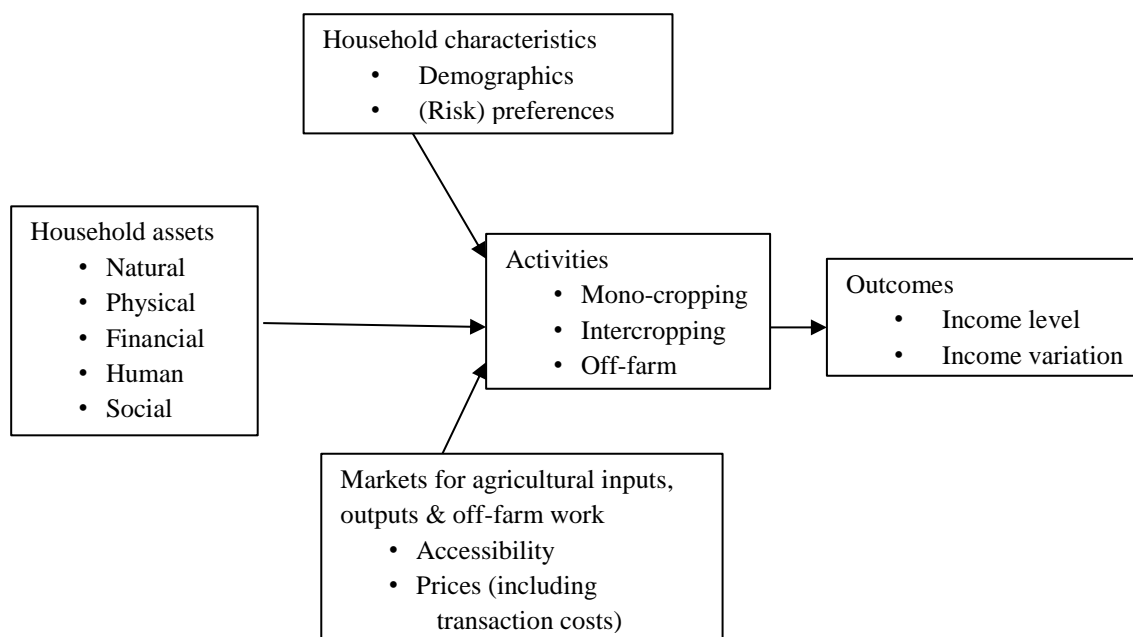 Household characteristics
• Demographics
• (Risk) preferences
Household assets
• Natural
• Physical
• Financial
• Human
• Social
Activities
• Mono-cropping
• Intercropping
• Off-farm
Outcomes
• Income level
• Income variation
Markets for agricultural inputs,
outputs & off-farm work
• Accessibility
• Prices (including
transaction costs)